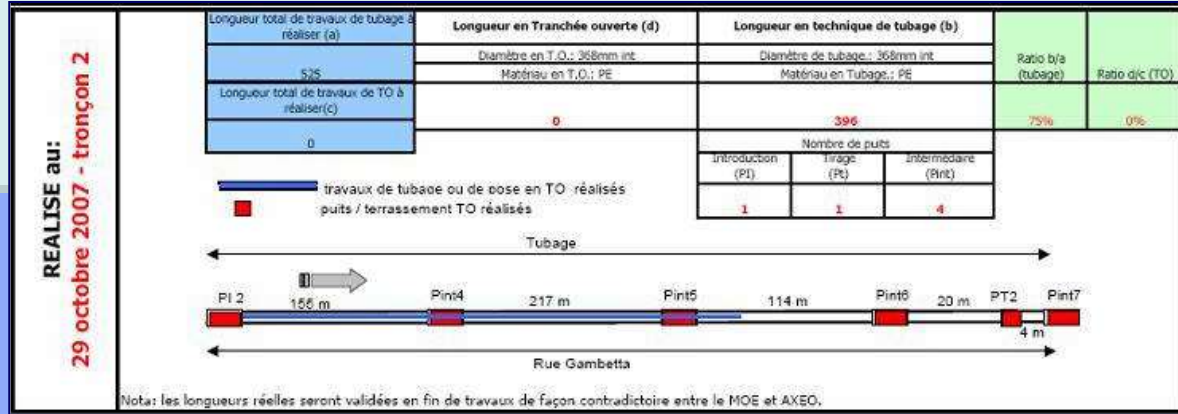 REALISE au:
29 octobre 2007 - tronçon 2
Longueur total de travaux de tubage à
réaliser (a)
525
Longueur total de travaux de TO à
réaliser(c)
0
Longueur en Tranchée ouverte (d)
Diamètre en T.O.: 368mm int
Matériau en T.O.: PE
0
Longueur en technique de tubage (b)
Diamètre de tubage.: 368mm int
Matériau en Tubage.: PE
396
Ratio b/a
(tubage)
75%
Ratio d/c (TO)
0%
Nombre de puits
Introduction
(PI)
Tirage
(Pt)
Intermédaire
(Pint)
1
1
4
travaux de tubage ou de pose en TO réalisés
puits / terrassement TO réalisés
Tubage
PI 2
Pint4
217 m
Pint5
114 m
Pint6
20 m
PT2
Pint7
4 m
Rue Gambetta
Nota: les longueurs réelles seront validées en fin de travaux de façon contradictoire entre le MOE et AXEO.